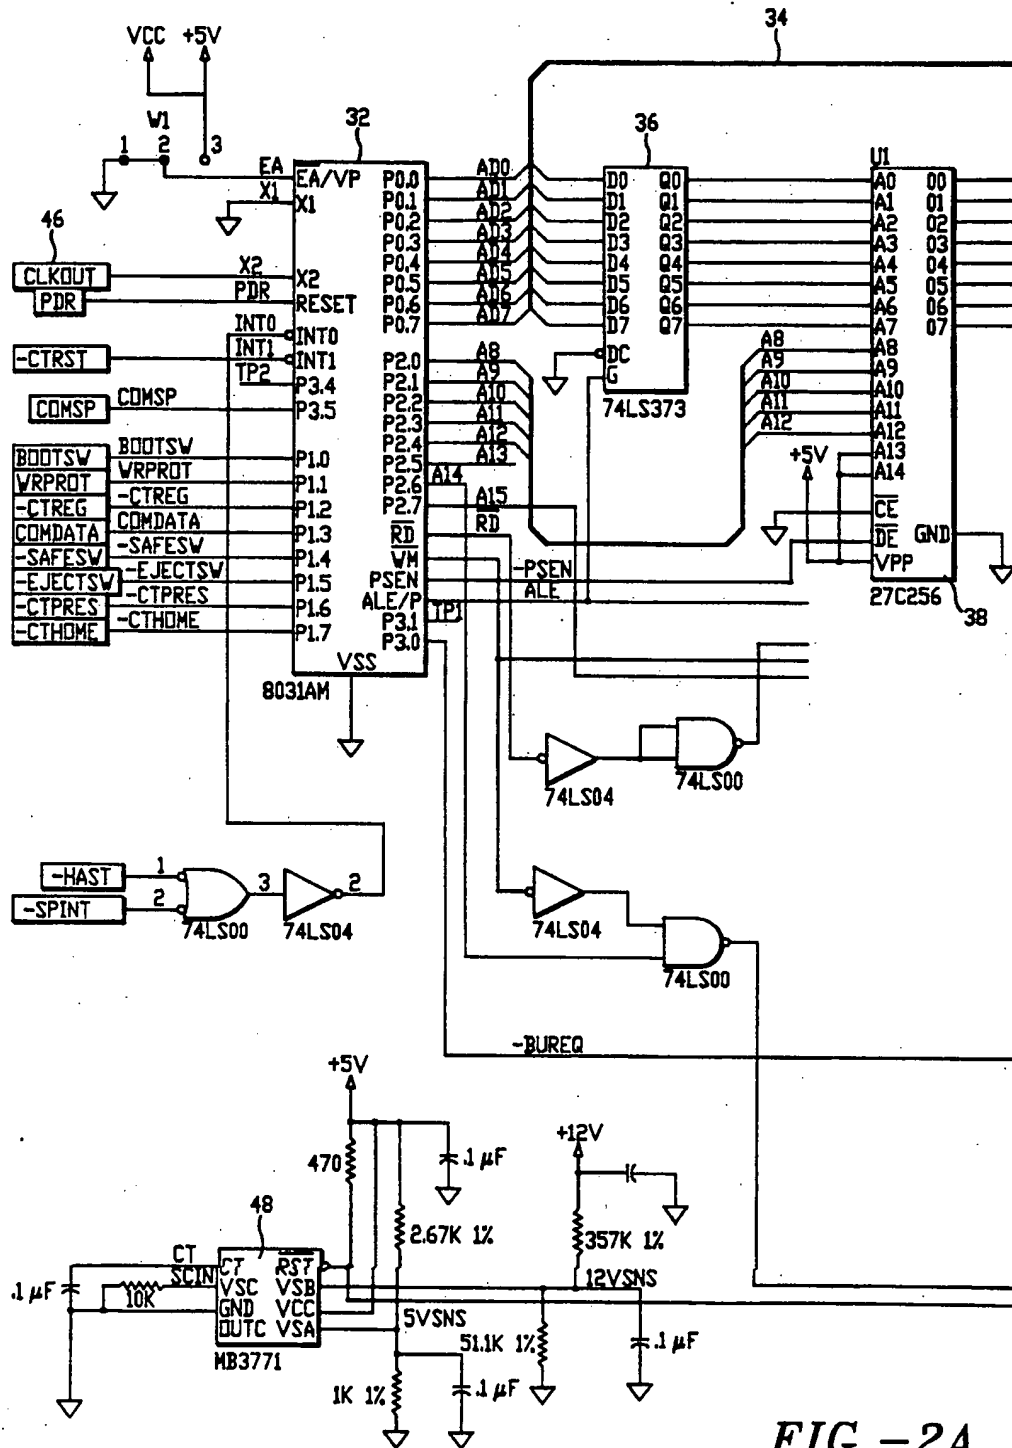 34
VCC +5V
W1
1 2 3
32
36
U1
EA
EA/VP
X1
X1
46
CLKOUT
X2
X2
PDR
PDR
RESET
INT0
INT0
-CTRST
INT1
INT1
TP2
P3.4
COMSP
COMSP
P3.5
BOOTSW
BOOTSW
P1.0
WRPROT
WRPROT
P1.1
-CTREG
-CTREG
P1.2
COMDATA
COMDATA
P1.3
-SAFESW
-SAFESW
P1.4
-EJECTSW
-EJECTSW
P1.5
-CTPRES
-CTPRES
P1.6
-CTHOME
-CTHOME
P1.7
VSS
8031AM
P0.0 AD0
P0.1 AD1
P0.2 AD2
P0.3 AD3
P0.4 AD4
P0.5 AD5
P0.6 AD6
P0.7 AD7
P2.0 A8
P2.1 A9
P2.2 A10
P2.3 A11
P2.4 A12
P2.5 A13
P2.6 A14
P2.7 A15
RD RD
WM
PSEN -PSEN
ALE/P ALE
P3.1 TP1
P3.0
D0 Q0
D1 Q1
D2 Q2
D3 Q3
D4 Q4
D5 Q5
D6 Q6
D7 Q7
OC
G
74LS373
A0 O0
A1 O1
A2 O2
A3 O3
A4 O4
A5 O5
A6 O6
A7 O7
A8 A8
A9 A9
A10 A10
A11 A11
A12 A12
+5V
A13
A14
CE
OE GND
VPP
27C256
38
74LS04
74LS00
-HAST 1
-SPINT 2
3 2
74LS00
74LS04
74LS04
74LS00
-BUREQ
+5V
470
.1 µF
+12V
2.67K 1%
357K 1%
48
CT
CT
SCIN
VSC
GND
OUTC
RST
VSB
VCC
VSA
MB3771
.1 µF
10K
12VSNS
5VSNS
51.1K 1%
.1 µF
1K 1%
.1 µF
FIG.-2A